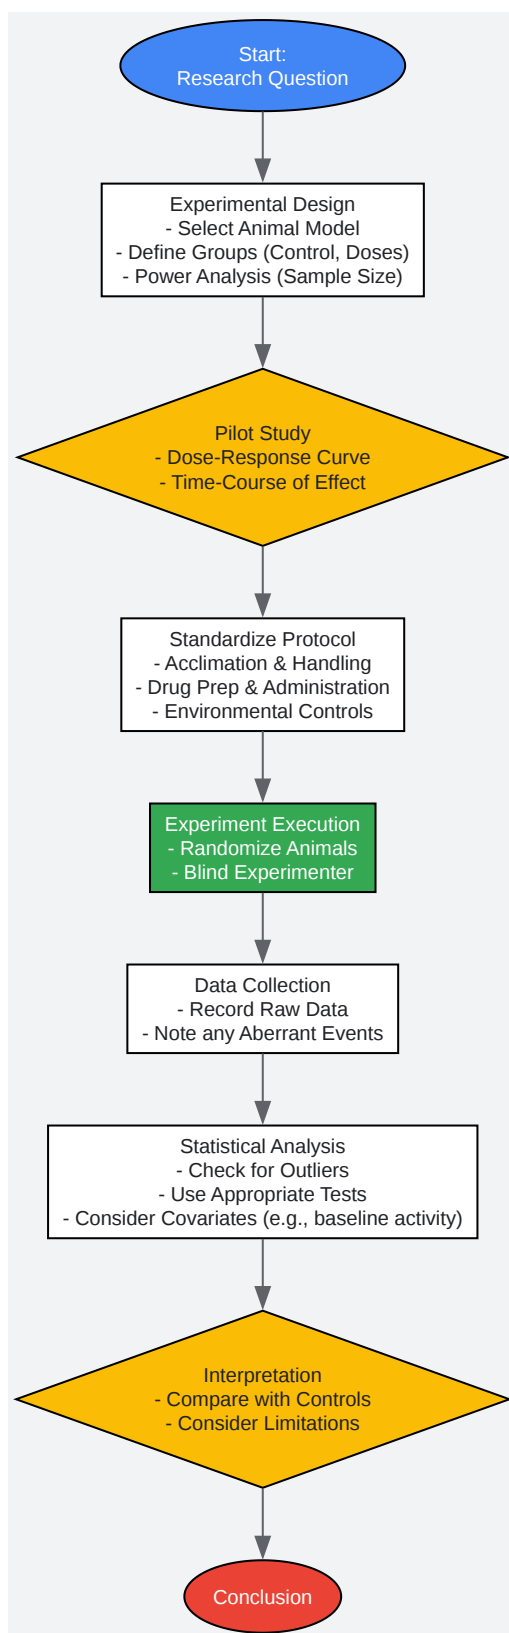 Start:
Research Question
Experimental Design
- Select Animal Model
- Define Groups (Control, Doses)
- Power Analysis (Sample Size)
Pilot Study
- Dose-Response Curve
- Time-Course of Effect
Standardize Protocol
- Acclimation & Handling
- Drug Prep & Administration
- Environmental Controls
Experiment Execution
- Randomize Animals
- Blind Experimenter
Data Collection
- Record Raw Data
- Note any Aberrant Events
Statistical Analysis
- Check for Outliers
- Use Appropriate Tests
- Consider Covariates (e.g., baseline activity)
Interpretation
- Compare with Controls
- Consider Limitations
Conclusion